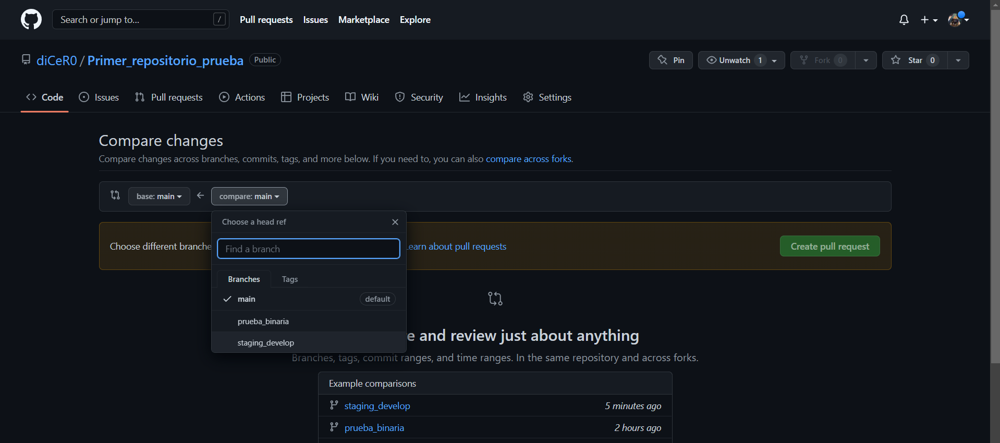 Search or jump to... /
Pull requests Issues Marketplace Explore
diCeR0 / Primer_repositorio_prueba Public
Pin Unwatch 1 Fork 0 Star 0
Code Issues Pull requests Actions Projects Wiki Security Insights Settings
Compare changes
Compare changes across branches, commits, tags, and more below. If you need to, you can also compare across forks.
base: main compare: main
Choose a head ref
Choose different branche
Find a branch
earn about pull requests
Create pull request
Branches Tags
main default
prueba_binaria
staging_develop
e and review just about anything
Branches, tags, commit ranges, and time ranges. In the same repository and across forks.
Example comparisons
staging_develop 5 minutes ago
prueba_binaria 2 hours ago